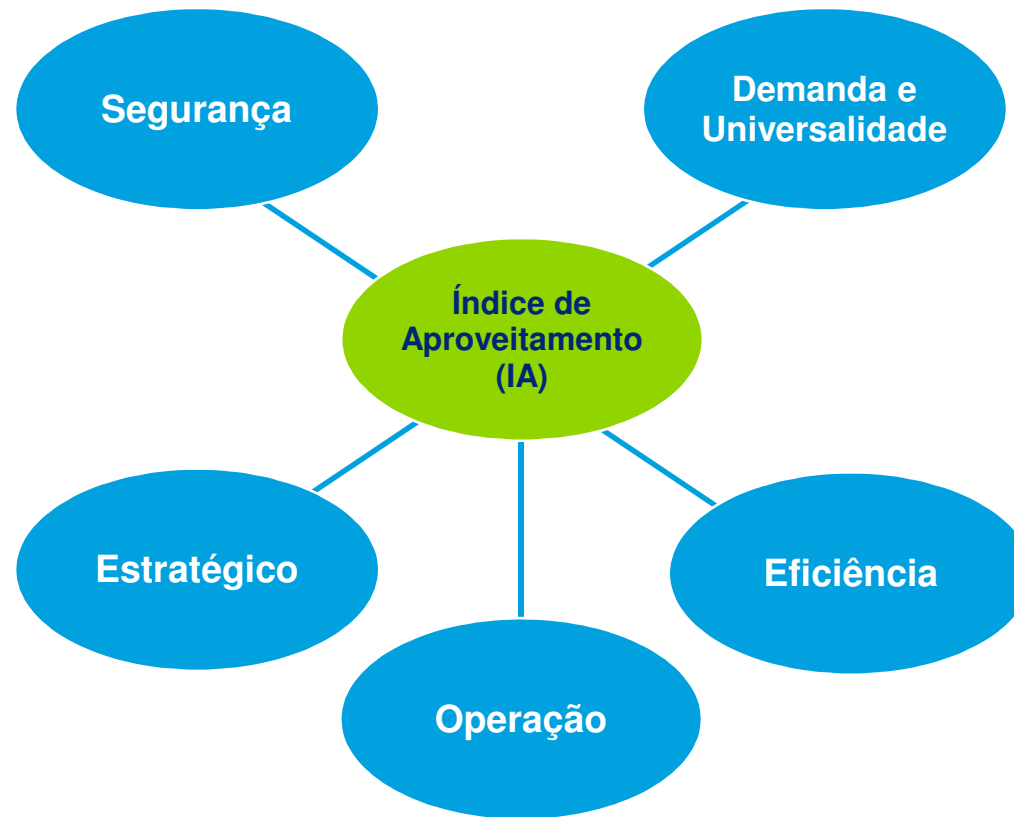 Segurança
Demanda e
Universalidade
Índice de
Aproveitamento
(IA)
Estratégico
Eficiência
Operação